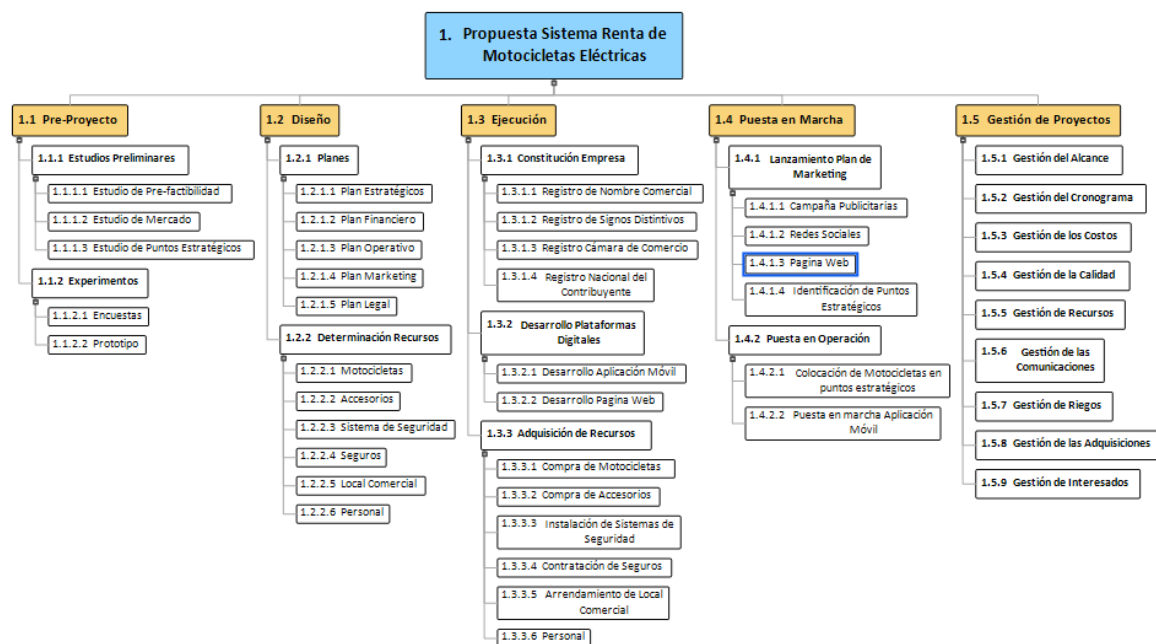 1. Propuesta Sistema Renta de
Motocicletas Eléctricas
1.1 Pre-Proyecto
1.1.1 Estudios Preliminares
1.1.1.1 Estudio de Pre-factibilidad
1.1.1.2 Estudio de Mercado
1.1.1.3 Estudio de Puntos Estratégicos
1.1.2 Experimentos
1.1.2.1 Encuestas
1.1.2.2 Prototipo
1.2 Diseño
1.2.1 Planes
1.2.1.1 Plan Estratégicos
1.2.1.2 Plan Financiero
1.2.1.3 Plan Operativo
1.2.1.4 Plan Marketing
1.2.1.5 Plan Legal
1.2.2 Determinación Recursos
1.2.2.1 Motocicletas
1.2.2.2 Accesorios
1.2.2.3 Sistema de Seguridad
1.2.2.4 Seguros
1.2.2.5 Local Comercial
1.2.2.6 Personal
1.3 Ejecución
1.3.1 Constitución Empresa
1.3.1.1 Registro de Nombre Comercial
1.3.1.2 Registro de Signos Distintivos
1.3.1.3 Registro Cámara de Comercio
1.3.1.4 Registro Nacional del
Contribuyente
1.3.2 Desarrollo Plataformas
Digitales
1.3.2.1 Desarrollo Aplicación Móvil
1.3.2.2 Desarrollo Pagina Web
1.3.3 Adquisición de Recursos
1.3.3.1 Compra de Motocicletas
1.3.3.2 Compra de Accesorios
1.3.3.3 Instalación de Sistemas de
Seguridad
1.3.3.4 Contratación de Seguros
1.3.3.5 Arrendamiento de Local
Comercial
1.3.3.6 Personal
1.4 Puesta en Marcha
1.4.1 Lanzamiento Plan de
Marketing
1.4.1.1 Campaña Publicitarias
1.4.1.2 Redes Sociales
1.4.1.3 Pagina Web
1.4.1.4 Identificación de Puntos
Estratégicos
1.4.2 Puesta en Operación
1.4.2.1 Colocación de Motocicletas en
puntos estratégicos
1.4.2.2 Puesta en marcha Aplicación
Móvil
1.5 Gestión de Proyectos
1.5.1 Gestión del Alcance
1.5.2 Gestión del Cronograma
1.5.3 Gestión de los Costos
1.5.4 Gestión de la Calidad
1.5.5 Gestión de Recursos
1.5.6 Gestión de las
Comunicaciones
1.5.7 Gestión de Riegos
1.5.8 Gestión de las Adquisiciones
1.5.9 Gestión de Interesados